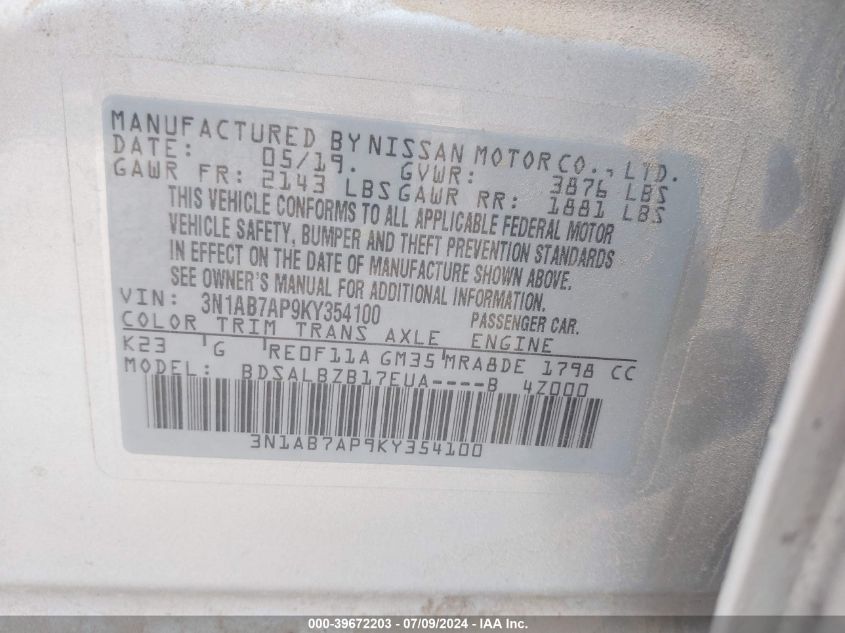 MANUFACTURED BY NISSAN MOTOR CO., LTD.
DATE: 05/19. GVWR: 3876 LBS
GAWR FR: 2143 LBS GAWR RR: 1881 LBS
THIS VEHICLE CONFORMS TO ALL APPLICABLE FEDERAL MOTOR
VEHICLE SAFETY, BUMPER AND THEFT PREVENTION STANDARDS
IN EFFECT ON THE DATE OF MANUFACTURE SHOWN ABOVE.
SEE OWNER'S MANUAL FOR ADDITIONAL INFORMATION.
VIN: 3N1AB7AP9KY354100 PASSENGER CAR.
COLOR TRIM TRANS AXLE ENGINE
K23 G RE0F11A GM35 MRA8DE 1798 CC
MODEL: BDSALBZB17EUA----B 4Z000
3N1AB7AP9KY354100
000-39672203 - 07/09/2024 - IAA Inc.